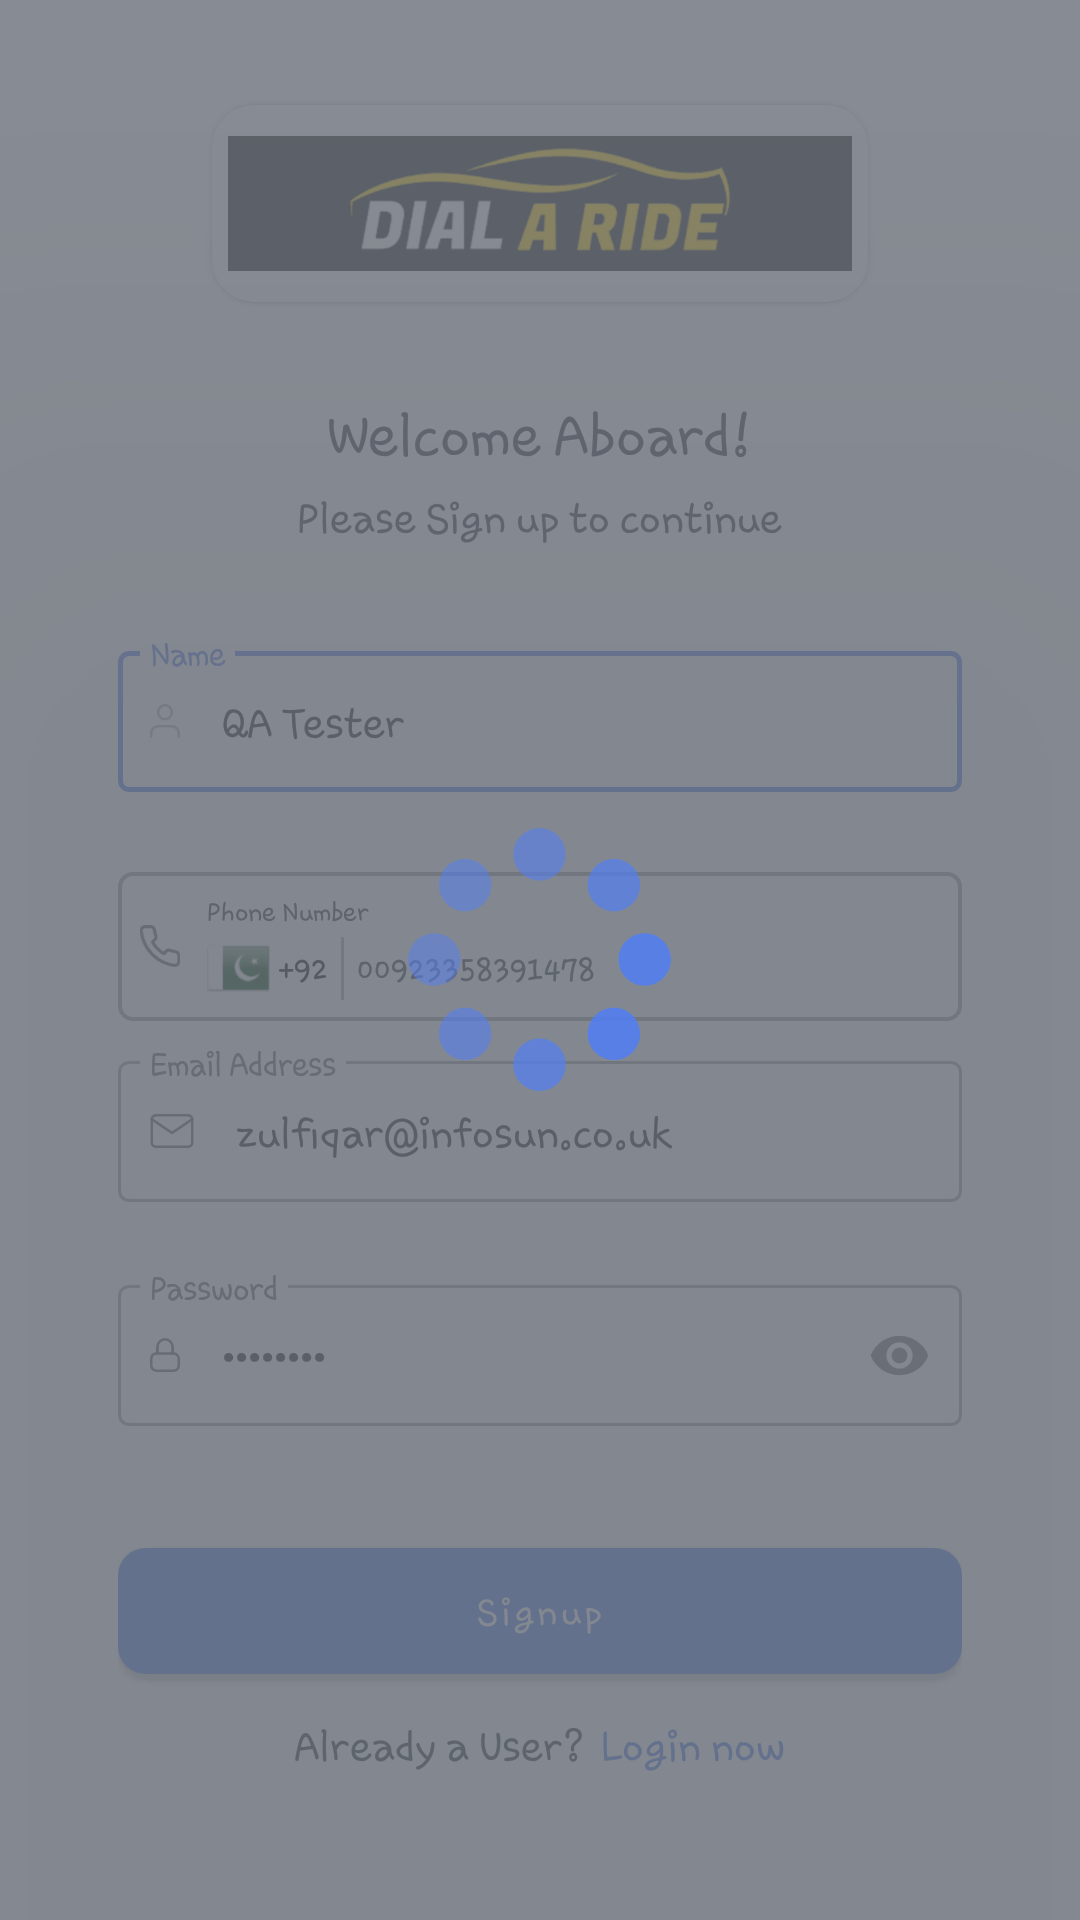 DIAL A RIDE
Welcome Aboard!
Please Sign up to continue
Name
QA Tester
Phone Number
+92 00923358391478
Email Address
zulfiqar@infosun.co.uk
Password
••••••••
Signup
Already a User? Login now